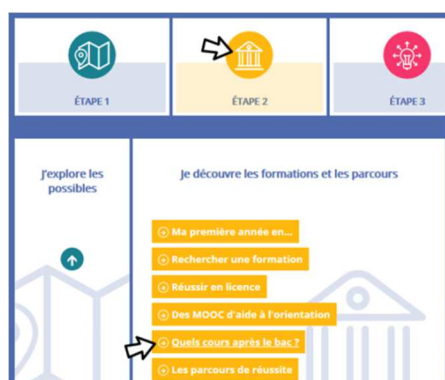 ÉTAPE 1
ÉTAPE 2
ÉTAPE 3
J'explore les
possibles
Je découvre les formations et les parcours
Ma première année en...
Rechercher une formation
Réussir en licence
Des MOOC d'aide à l'orientation
Quels cours après le bac ?
Les parcours de réussite